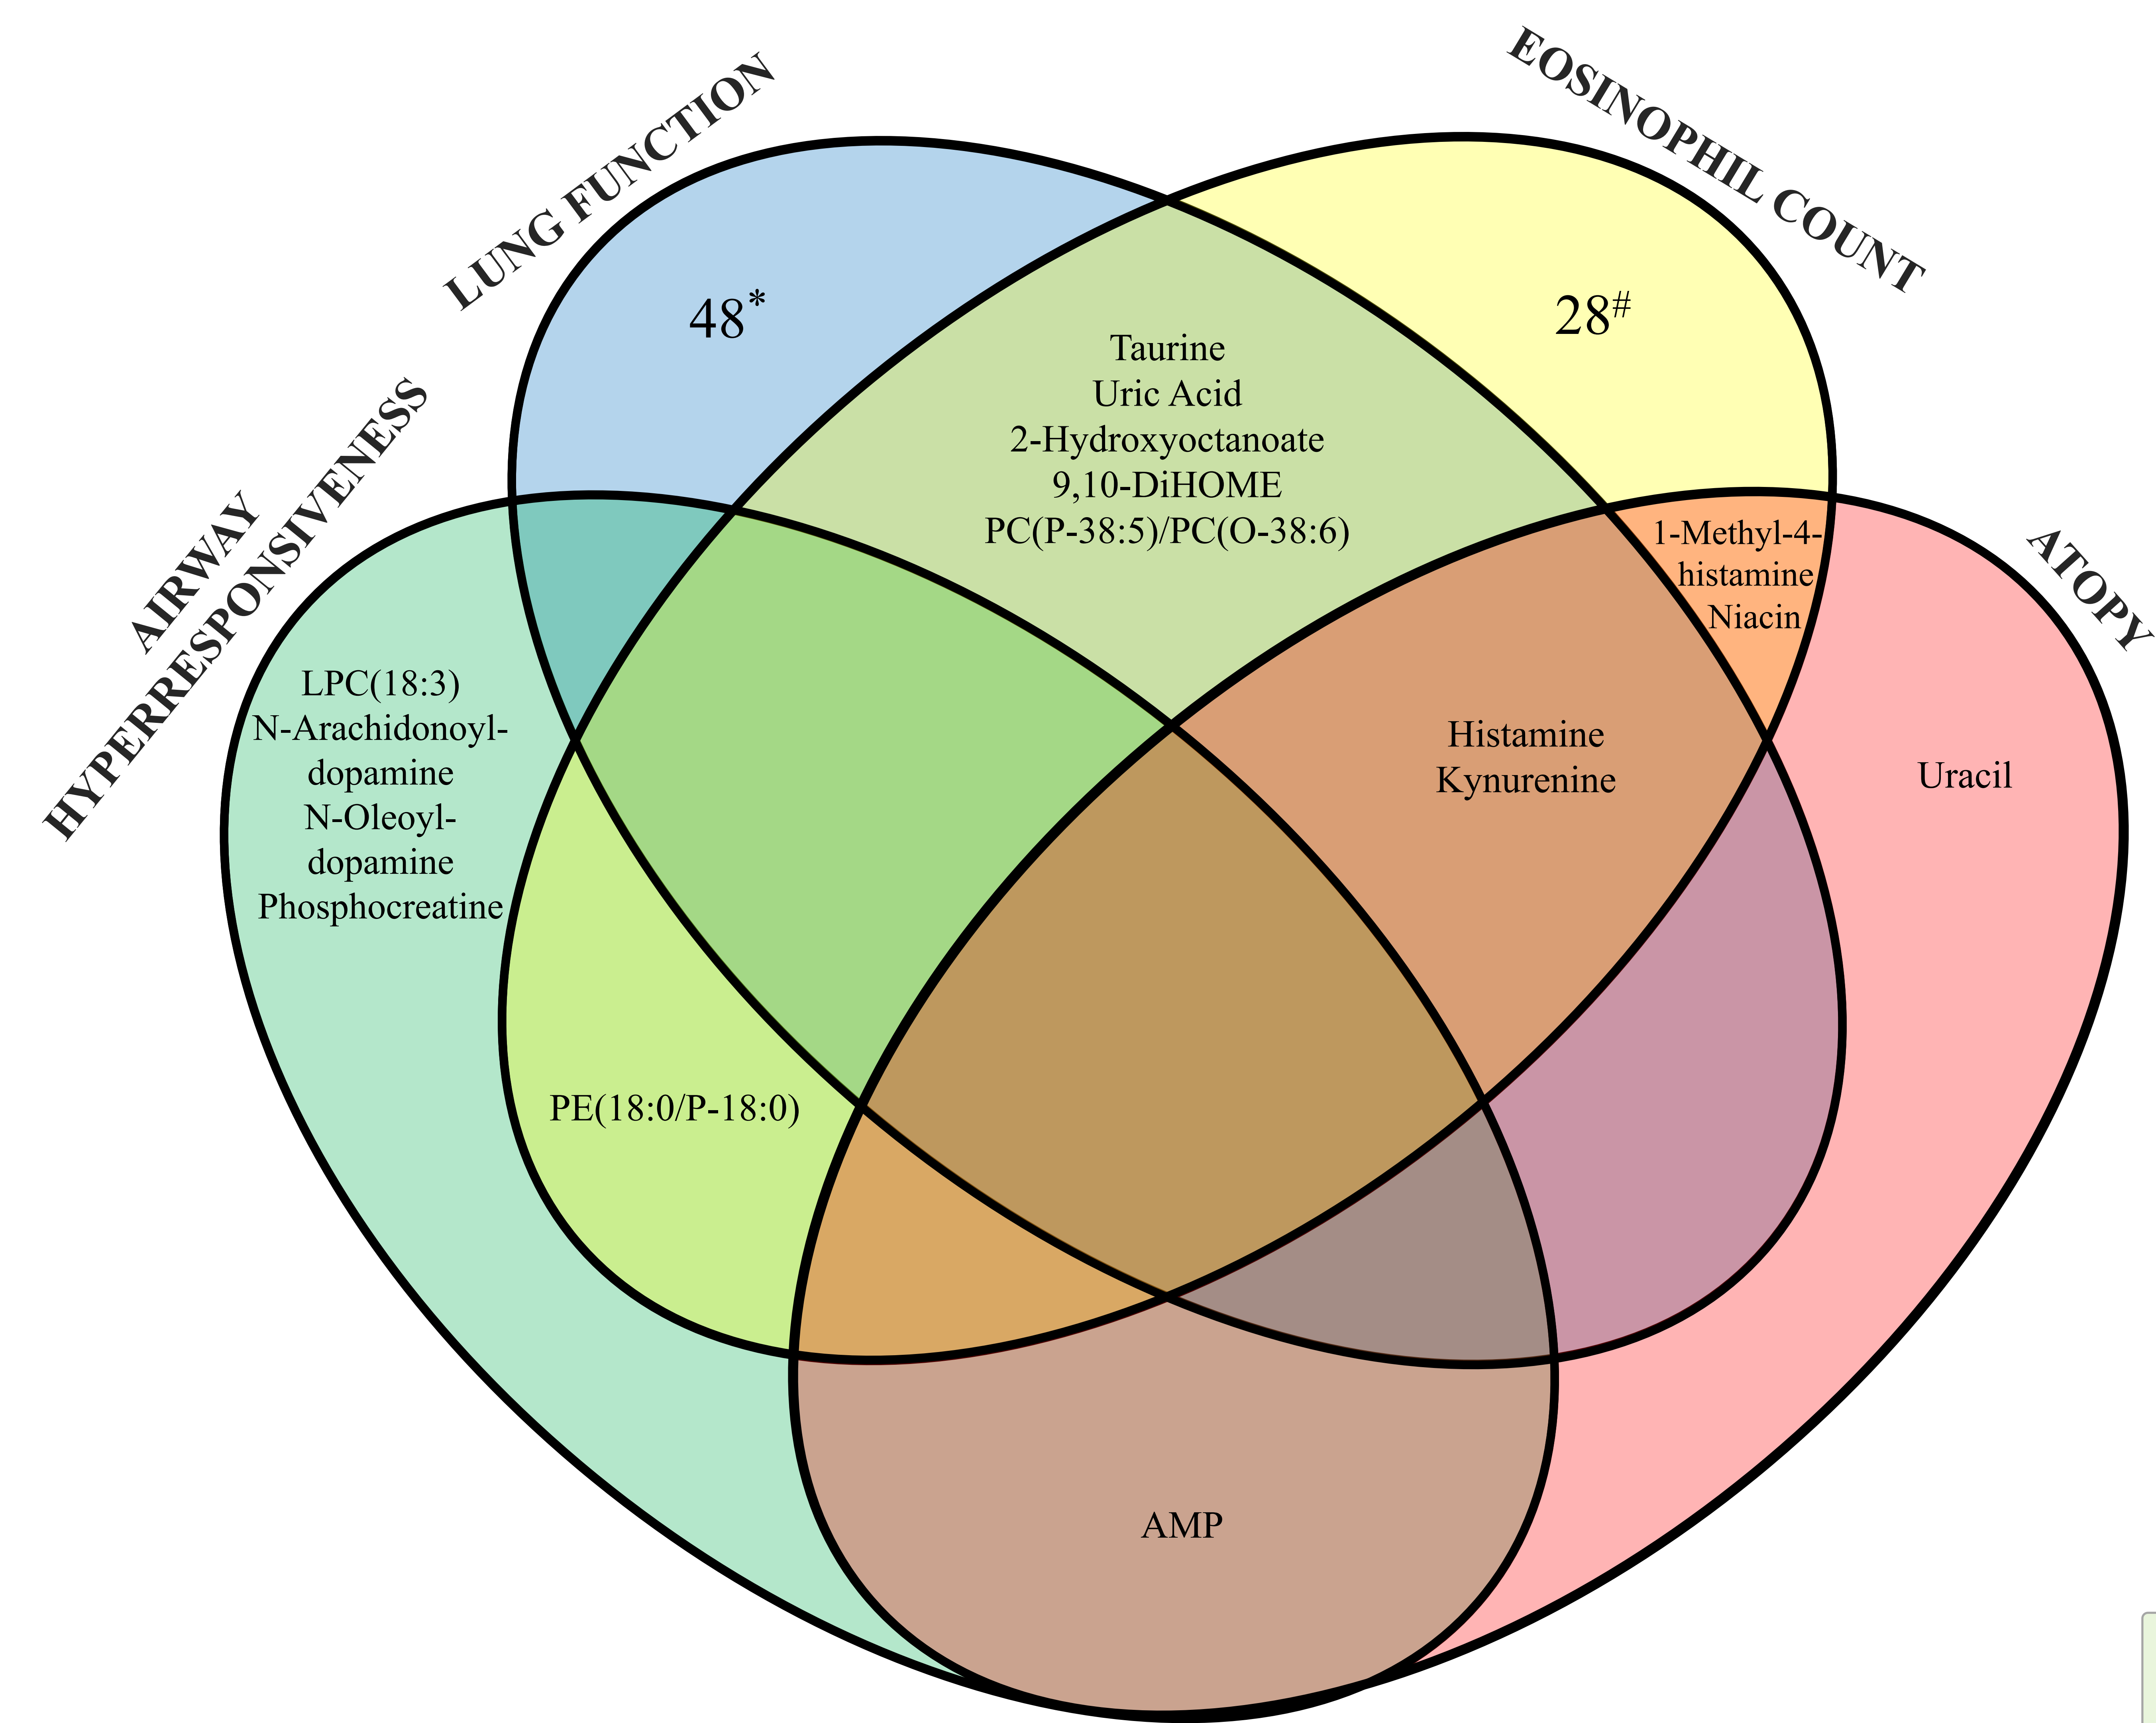 LUNG FUNCTION
EOSINOPHIL COUNT
AIRWAY
HYPERRESPONSIVENESS
ATOPY
48*
28#
Taurine
Uric Acid
2-Hydroxyoctanoate
9,10-DiHOME
PC(P-38:5)/PC(O-38:6)
1-Methyl-4-
histamine
Niacin
LPC(18:3)
N-Arachidonoyl-
dopamine
N-Oleoyl-
dopamine
Phosphocreatine
Histamine
Kynurenine
Uracil
PE(18:0/P-18:0)
AMP